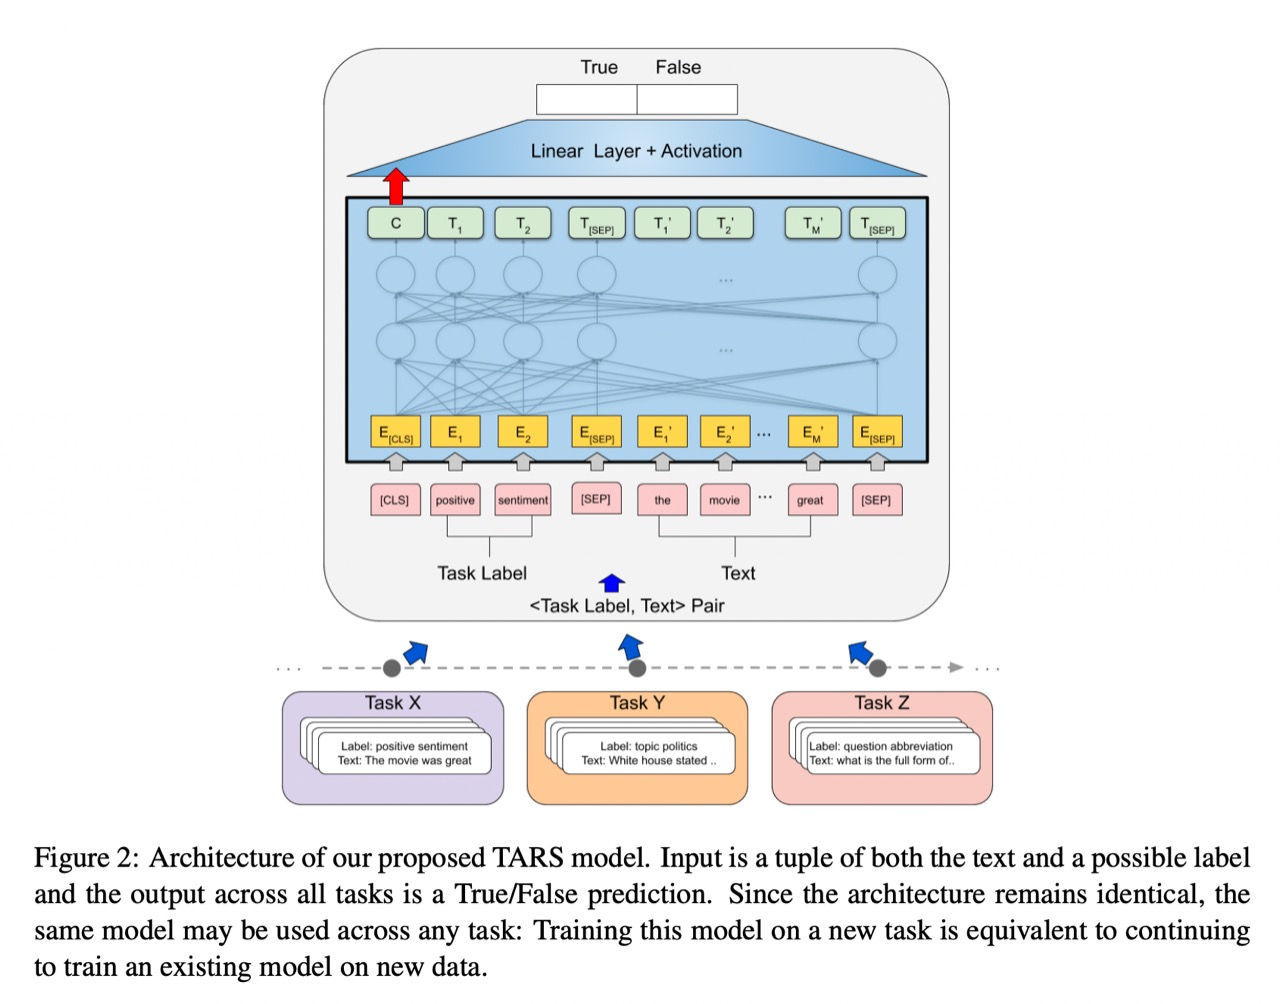 True False
Linear Layer + Activation
C T1 T2 T[SEP] T1' T2' TM' T[SEP]
...
...
E[CLS] E1 E2 E[SEP] E1' E2' ... EM' E[SEP]
[CLS] positive sentiment [SEP] the movie ... great [SEP]
Task Label Text
<Task Label, Text> Pair
... ...
Task X
Label: positive sentiment
Text: The movie was great
Task Y
Label: topic politics
Text: White house stated ..
Task Z
Label: question abbreviation
Text: what is the full form of..
Figure 2: Architecture of our proposed TARS model. Input is a tuple of both the text and a possible label
and the output across all tasks is a True/False prediction. Since the architecture remains identical, the
same model may be used across any task: Training this model on a new task is equivalent to continuing
to train an existing model on new data.